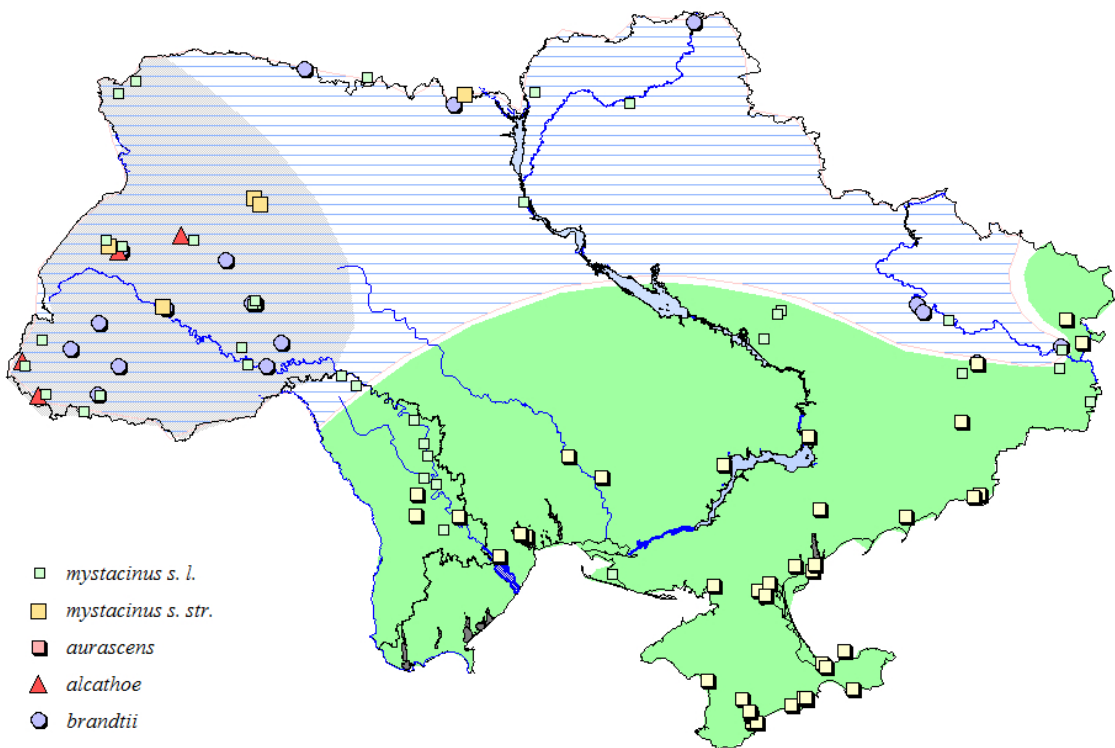 mystacinus s. l.
mystacinus s. str.
aurascens
alcathoe
brandtii